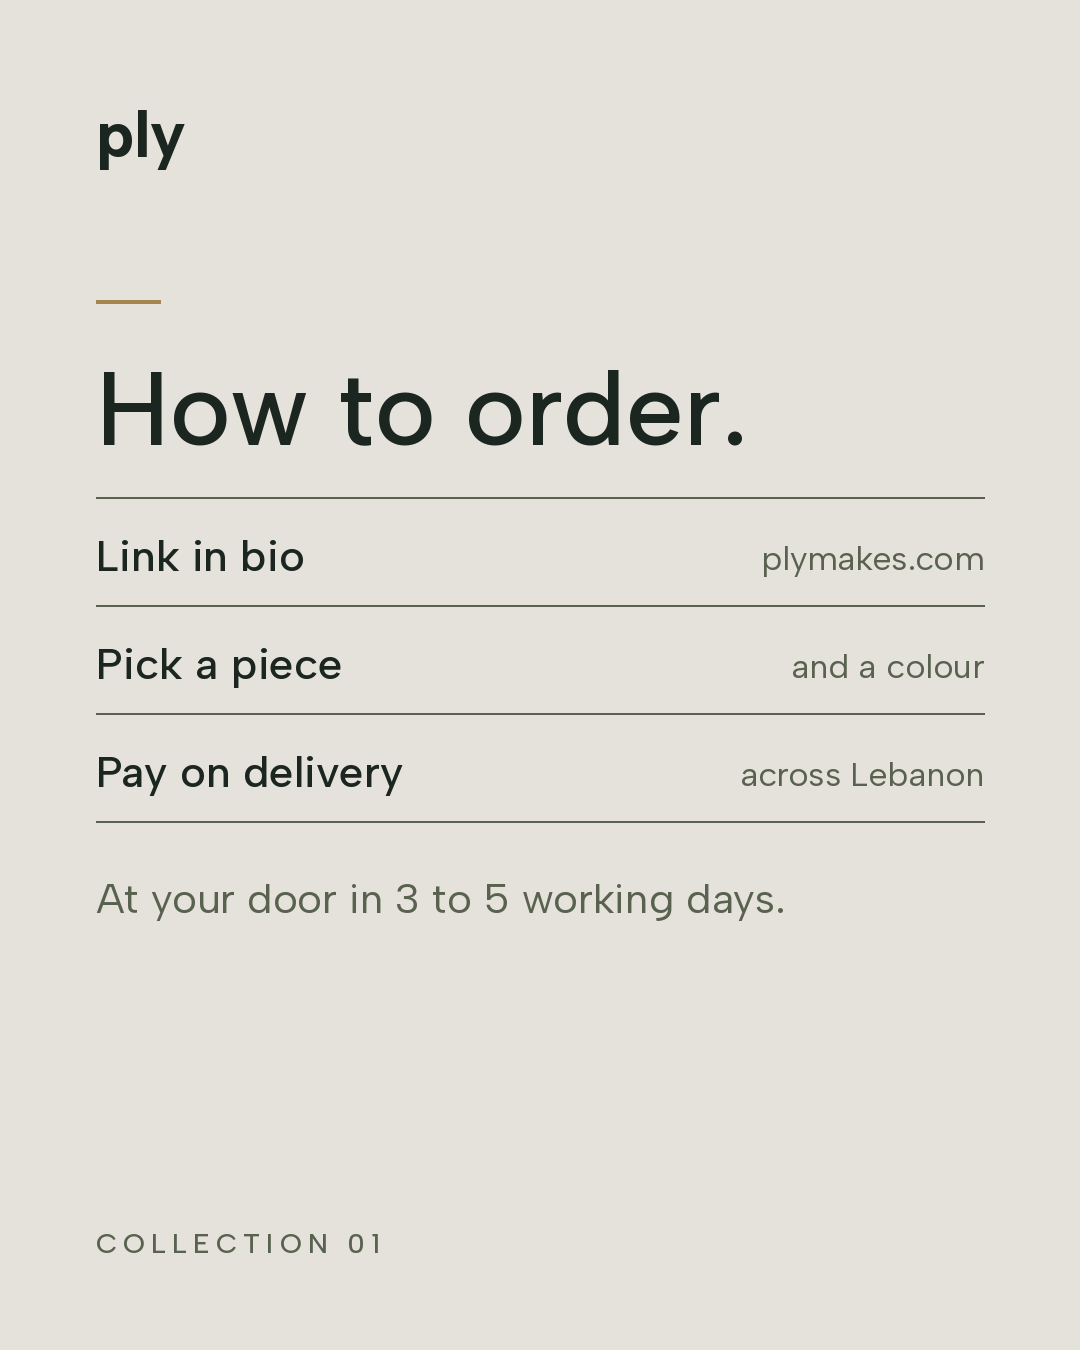 ply
How to order.
Link in bio plymakes.com
Pick a piece and a colour
Pay on delivery across Lebanon
At your door in 3 to 5 working days.
COLLECTION 01